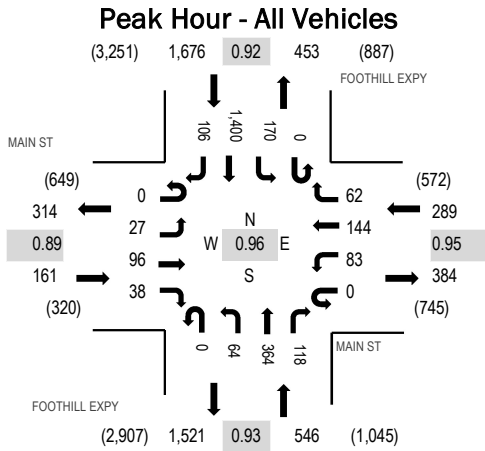 Peak Hour - All Vehicles
(3,251) 1,676 0.92 453 (887)
FOOTHILL EXPY
106 1,400 170 0
MAIN ST
(649) (572)
0 62
314 289
27 144
N
0.89 W 0.96 E 0.95
96 83
S
161 384
38 0
(320) (745)
0 64 364 118
MAIN ST
FOOTHILL EXPY
(2,907) 1,521 0.93 546 (1,045)